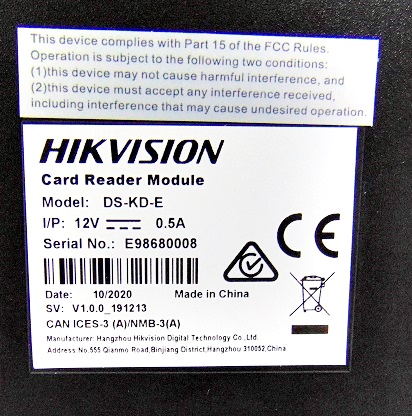 This device complies with Part 15 of the FCC Rules.
Operation is subject to the following two conditions:
(1)this device may not cause harmful interference, and
(2)this device must accept any interference received,
including interference that may cause undesired operation.
HIKVISION
Card Reader Module
Model: DS-KD-E
I/P: 12V 0.5A
Serial No.: E98680008
CE
Date: 10/2020 Made in China
SV: V1.0.0_191213
CAN ICES-3 (A)/NMB-3(A)
Manufacturer: Hangzhou Hikvision Digital Technology Co.,Ltd.
Address:No.555 Qianmo Road,Binjiang District,Hangzhou 310052,China